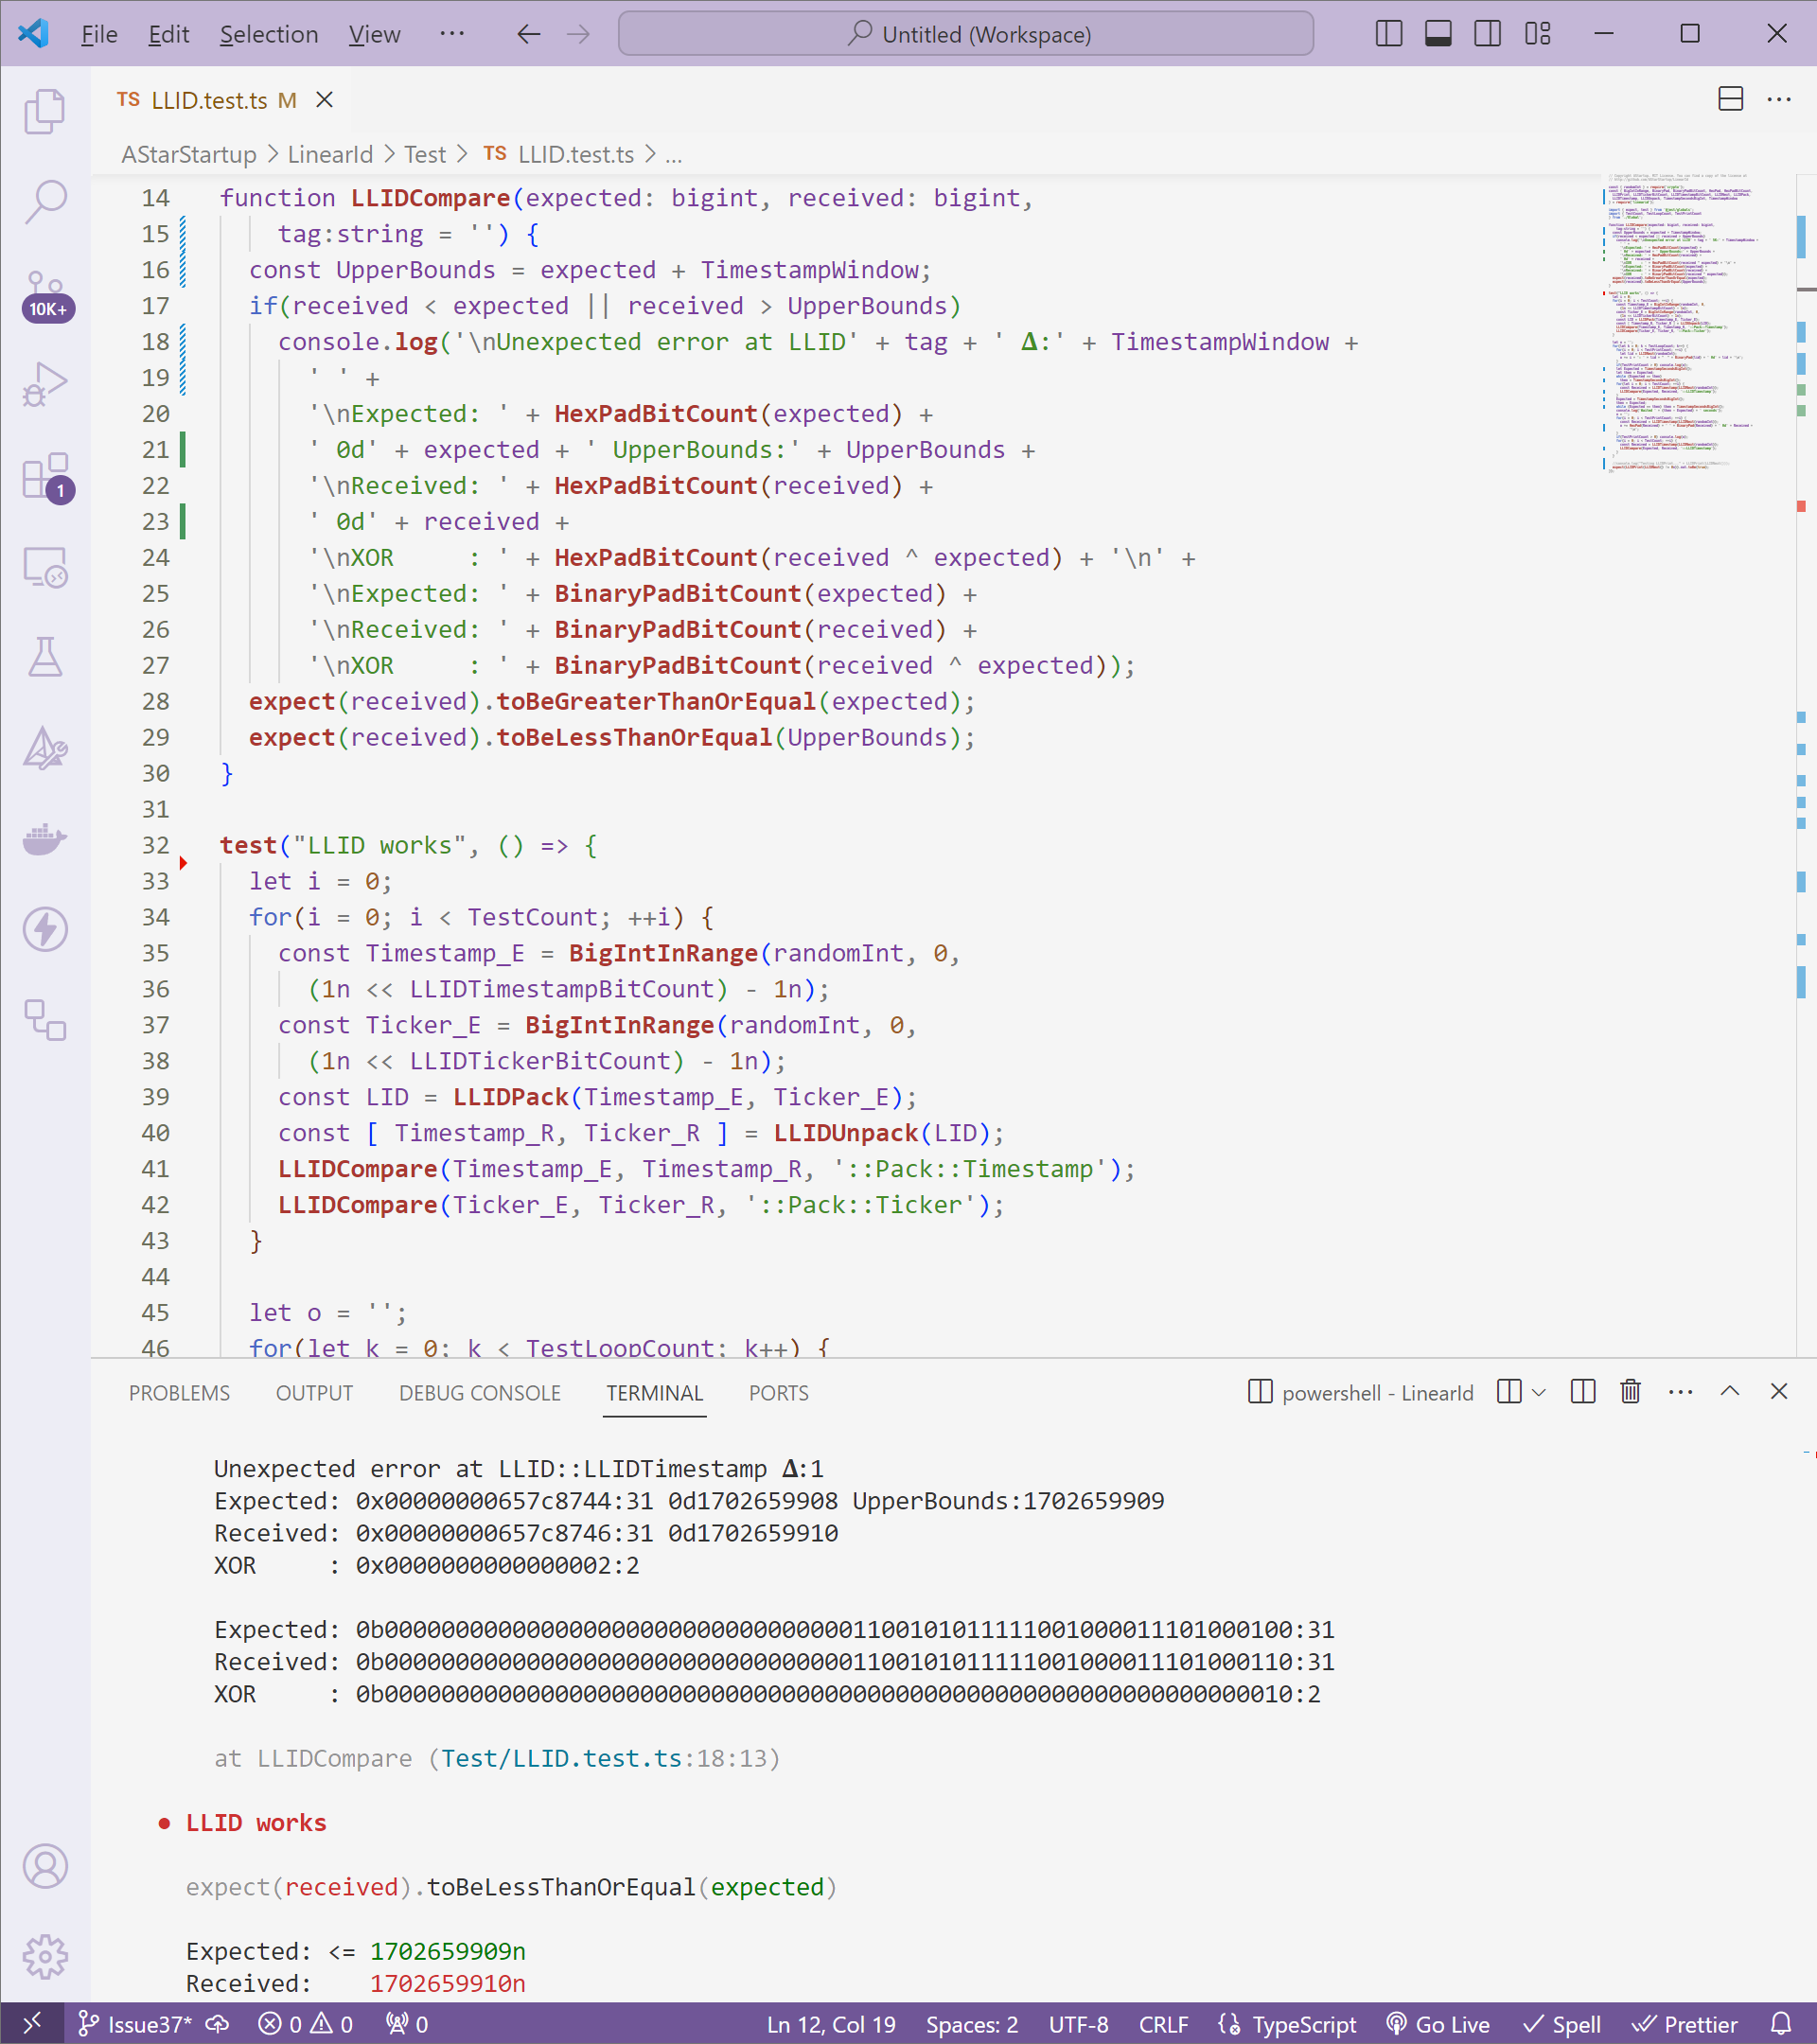 File Edit Selection View ··· Untitled (Workspace)
TS LLID.test.ts M
AStarStartup > LinearId > Test > TS LLID.test.ts > ...
14 function LLIDCompare(expected: bigint, received: bigint,
15 tag:string = '') {
16 const UpperBounds = expected + TimestampWindow;
17 if(received < expected || received > UpperBounds)
18 console.log('\nUnexpected error at LLID' + tag + ' Δ:' + TimestampWindow +
19 ' ' +
20 '\nExpected: ' + HexPadBitCount(expected) +
21 ' 0d' + expected + ' UpperBounds:' + UpperBounds +
22 '\nReceived: ' + HexPadBitCount(received) +
23 ' 0d' + received +
24 '\nXOR     : ' + HexPadBitCount(received ^ expected) + '\n' +
25 '\nExpected: ' + BinaryPadBitCount(expected) +
26 '\nReceived: ' + BinaryPadBitCount(received) +
27 '\nXOR     : ' + BinaryPadBitCount(received ^ expected));
28 expect(received).toBeGreaterThanOrEqual(expected);
29 expect(received).toBeLessThanOrEqual(UpperBounds);
30 }
31
32 test("LLID works", () => {
33 let i = 0;
34 for(i = 0; i < TestCount; ++i) {
35 const Timestamp_E = BigIntInRange(randomInt, 0,
36 (1n << LLIDTimestampBitCount) - 1n);
37 const Ticker_E = BigIntInRange(randomInt, 0,
38 (1n << LLIDTickerBitCount) - 1n);
39 const LID = LLIDPack(Timestamp_E, Ticker_E);
40 const [ Timestamp_R, Ticker_R ] = LLIDUnpack(LID);
41 LLIDCompare(Timestamp_E, Timestamp_R, '::Pack::Timestamp');
42 LLIDCompare(Ticker_E, Ticker_R, '::Pack::Ticker');
43 }
44
45 let o = '';
46 for(let k = 0; k < TestLoopCount; k++) {
10K+
1
PROBLEMS OUTPUT DEBUG CONSOLE TERMINAL PORTS powershell - LinearId
Unexpected error at LLID::LLIDTimestamp Δ:1
Expected: 0x00000000657c8744:31 0d1702659908 UpperBounds:1702659909
Received: 0x00000000657c8746:31 0d1702659910
XOR     : 0x0000000000000002:2
Expected: 0b0000000000000000000000000000000001100101011111001000011101000100:31
Received: 0b0000000000000000000000000000000001100101011111001000011101000110:31
XOR     : 0b0000000000000000000000000000000000000000000000000000000000000010:2
at LLIDCompare (Test/LLID.test.ts:18:13)
● LLID works
expect(received).toBeLessThanOrEqual(expected)
Expected: <= 1702659909n
Received:    1702659910n
Issue37* 0 0 0 Ln 12, Col 19 Spaces: 2 UTF-8 CRLF TypeScript Go Live Spell Prettier